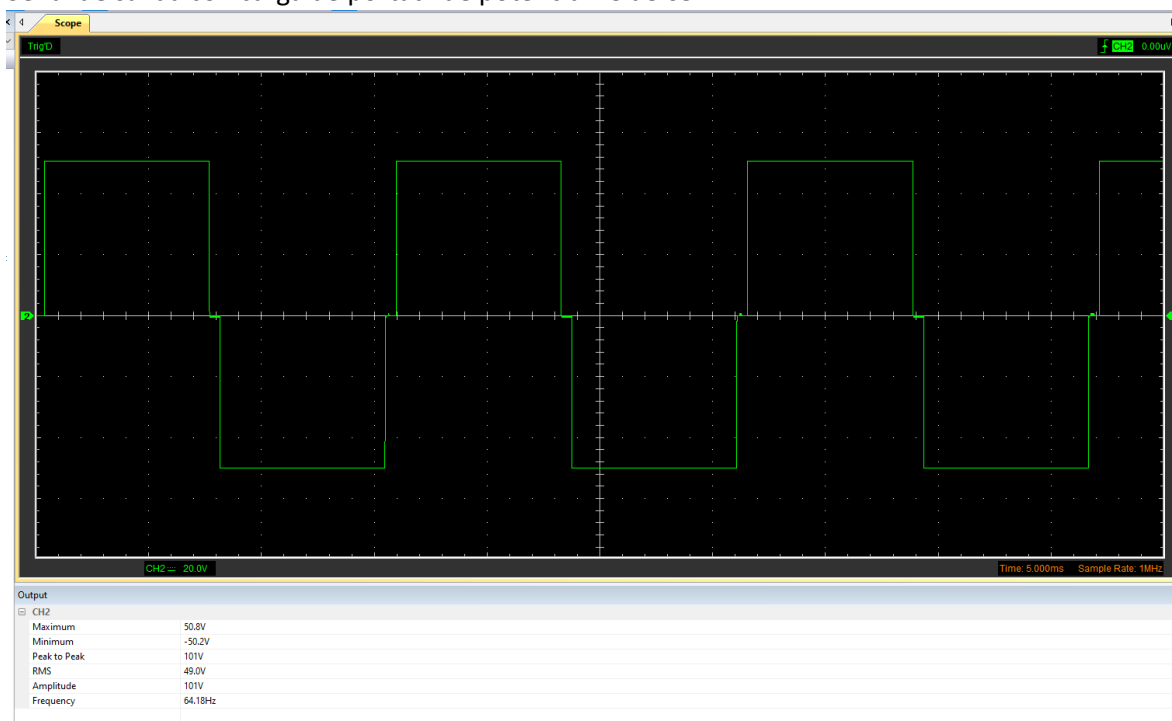 Scope
Trig'D
CH2 0.00uV
2
CH2 20.0V
Time: 5.000ms Sample Rate: 1MHz
Output
CH2
Maximum 50.8V
Minimum -50.2V
Peak to Peak 101V
RMS 49.0V
Amplitude 101V
Frequency 64.18Hz